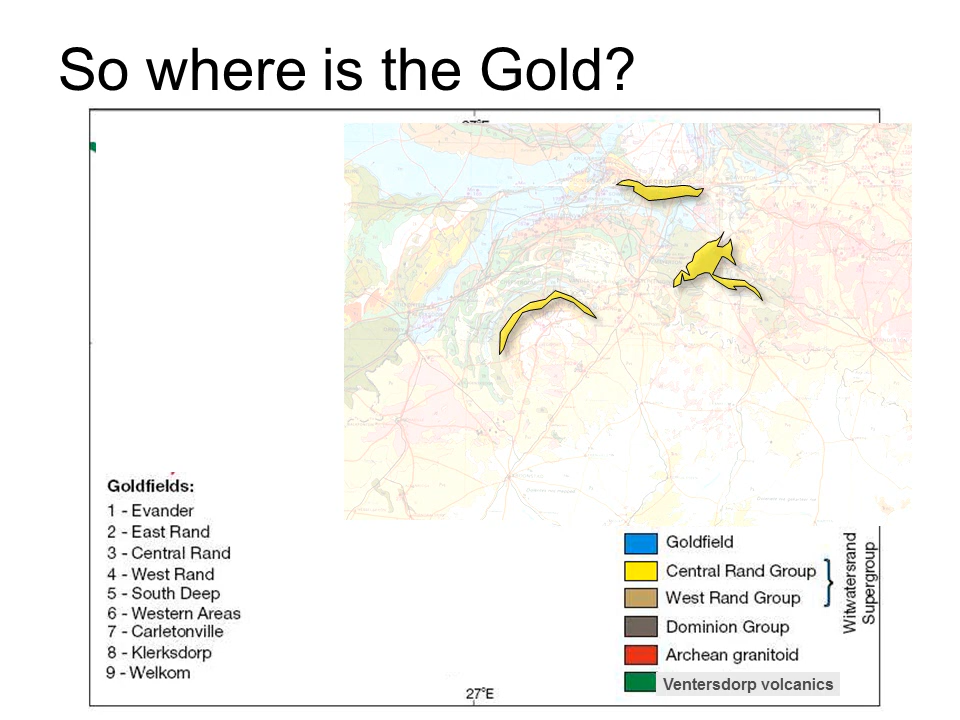 So where is the Gold?
Goldfields:
1 - Evander
2 - East Rand
3 - Central Rand
4 - West Rand
5 - South Deep
6 - Western Areas
7 - Carletonville
8 - Klerksdorp
9 - Welkom
Goldfield
Central Rand Group
West Rand Group
Dominion Group
Archean granitoid
Ventersdorp volcanics
Witwatersrand
Supergroup
27°E